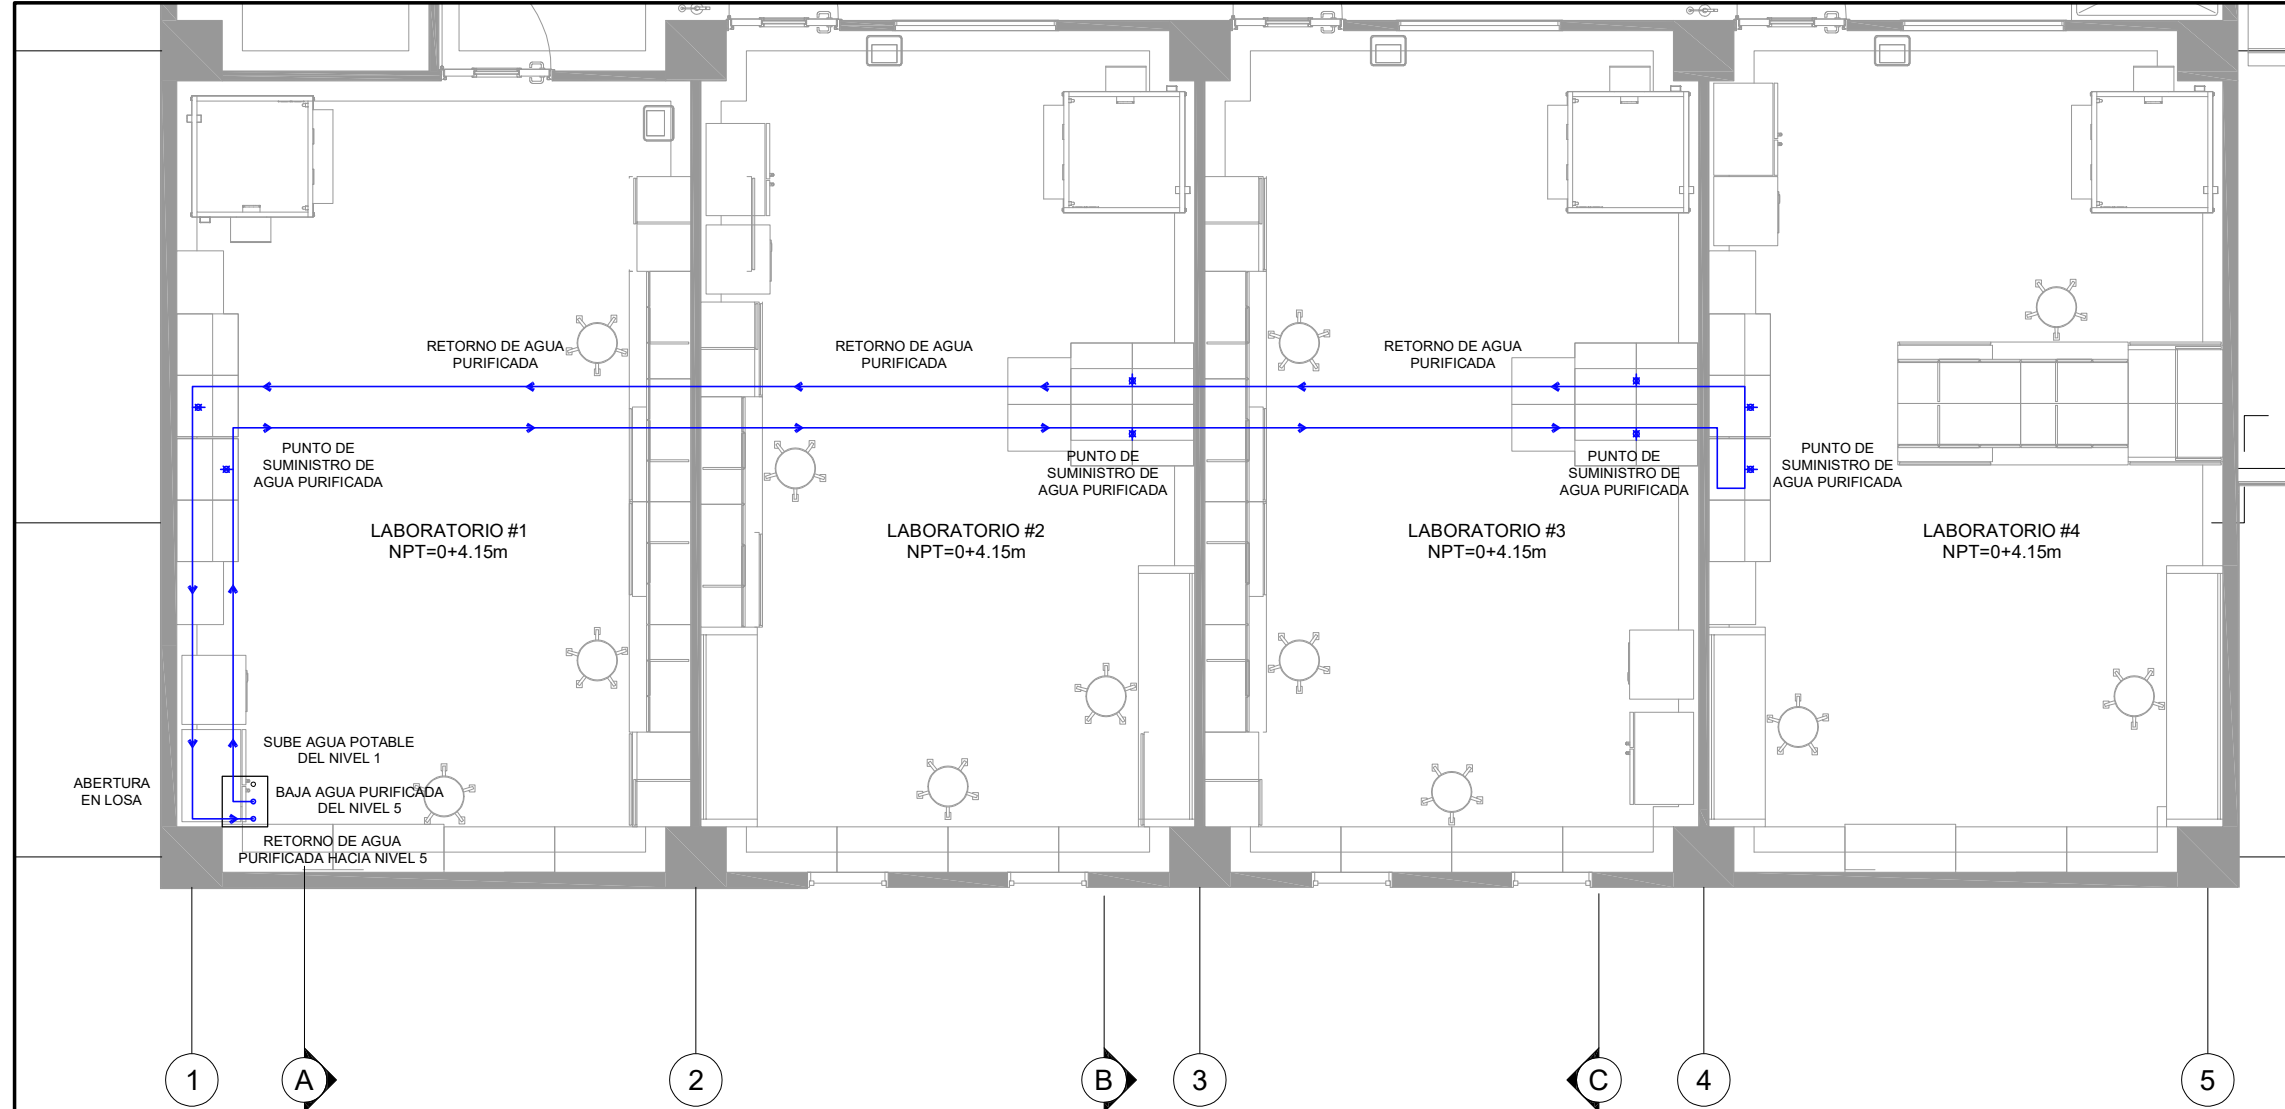 RETORNO DE AGUA
PURIFICADA
RETORNO DE AGUA
PURIFICADA
RETORNO DE AGUA
PURIFICADA
PUNTO DE
SUMINISTRO DE
AGUA PURIFICADA
PUNTO DE
SUMINISTRO DE
AGUA PURIFICADA
PUNTO DE
SUMINISTRO DE
AGUA PURIFICADA
PUNTO DE
SUMINISTRO DE
AGUA PURIFICADA
LABORATORIO #1
NPT=0+4.15m
LABORATORIO #2
NPT=0+4.15m
LABORATORIO #3
NPT=0+4.15m
LABORATORIO #4
NPT=0+4.15m
SUBE AGUA POTABLE
DEL NIVEL 1
ABERTURA
EN LOSA
BAJA AGUA PURIFICADA
DEL NIVEL 5
RETORNO DE AGUA
PURIFICADA HACIA NIVEL 5
1
A
2
B
3
C
4
5